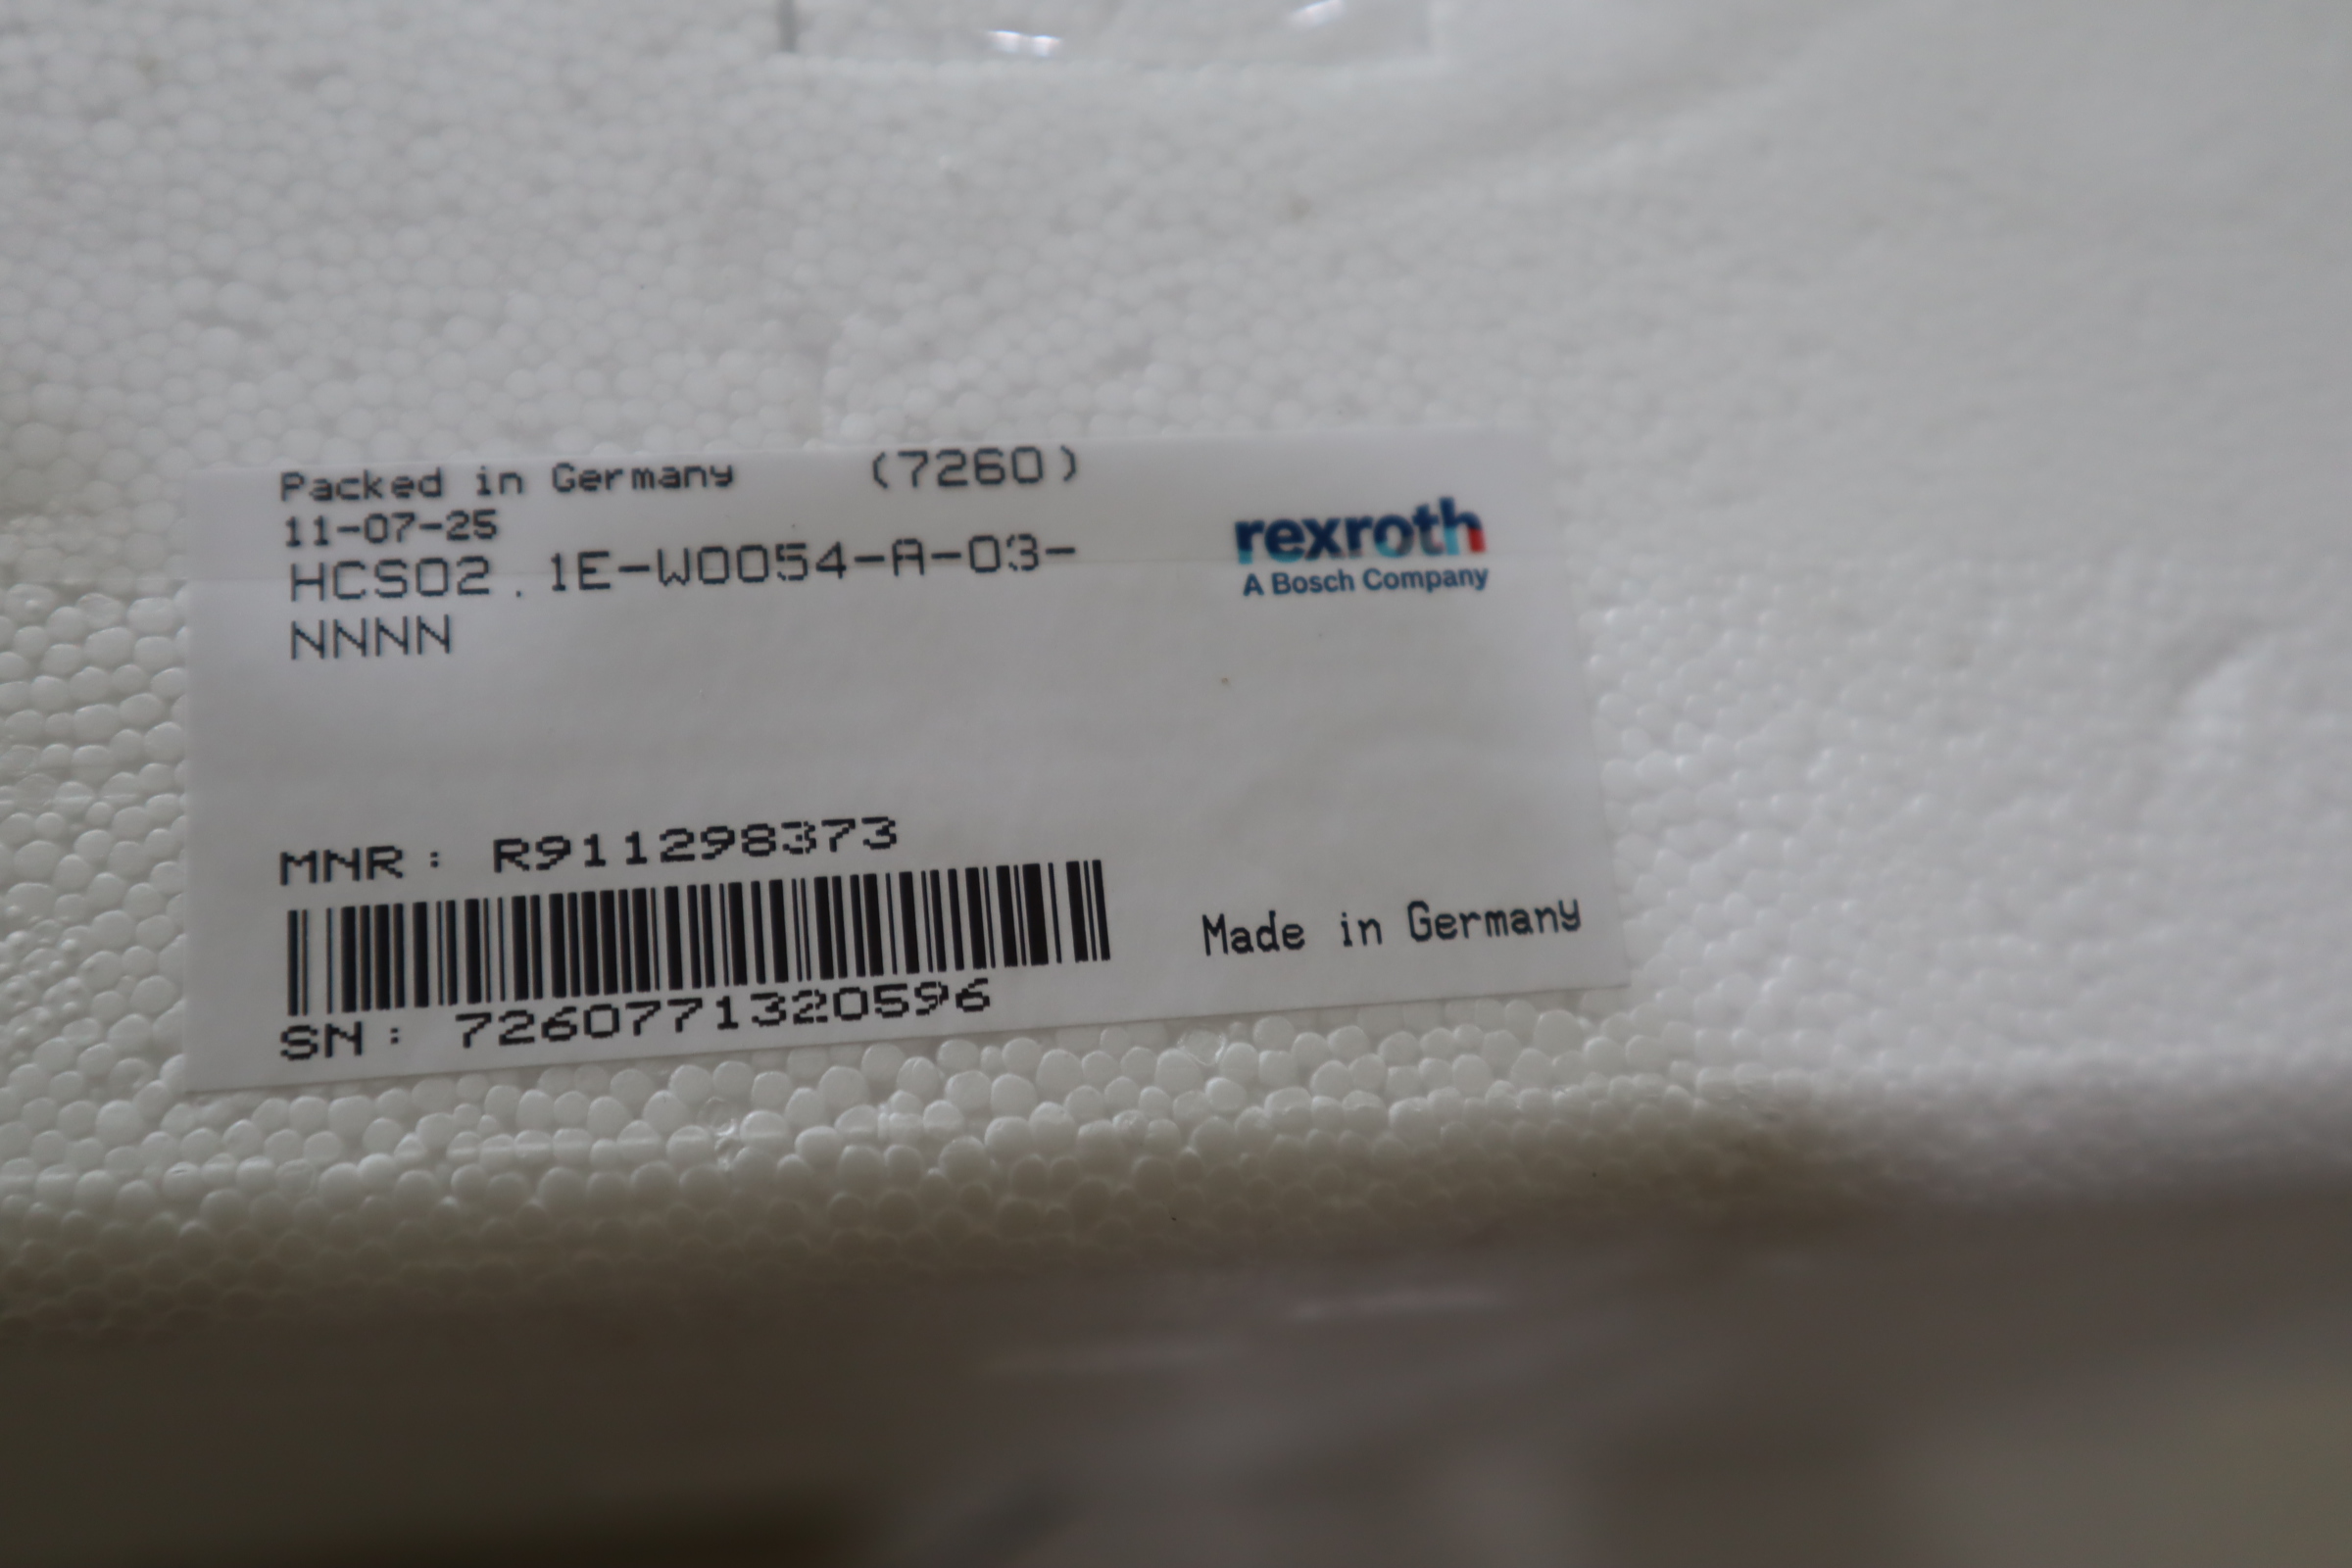 Packed in Germany (7260)
11-07-25
HCS02.1E-W0054-A-03-
NNNN
rexroth
A Bosch Company
MNR: R911298373
SN: 7260771320596
Made in Germany